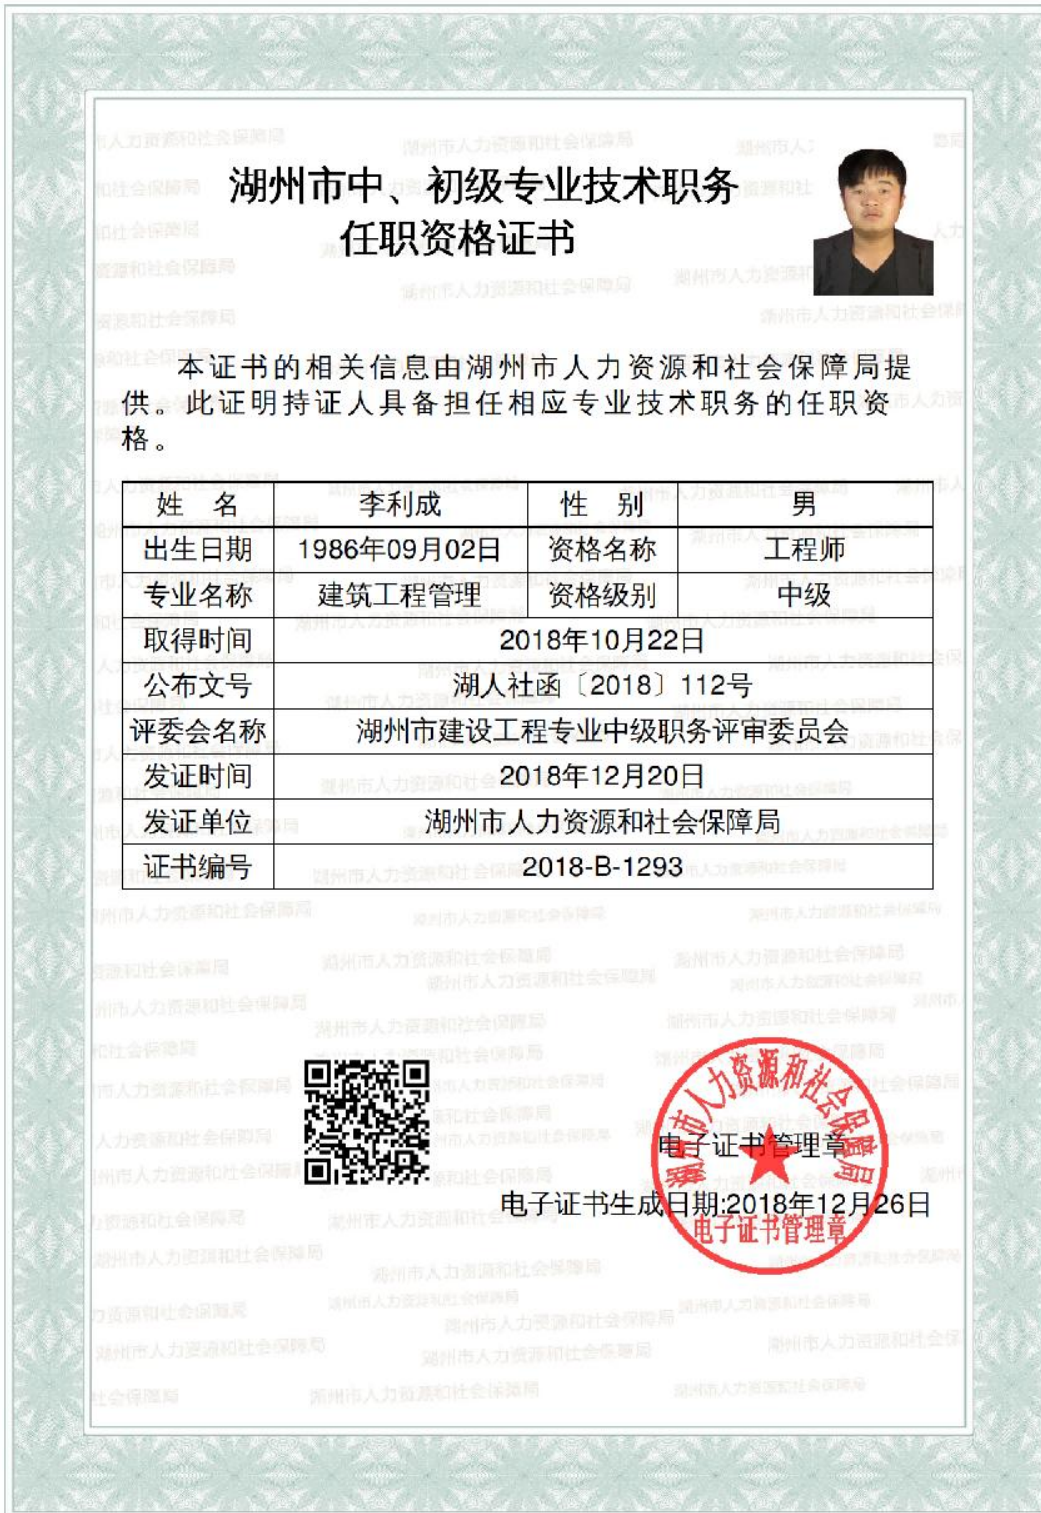 湖州市中、初级专业技术职务
任职资格证书
本证书的相关信息由湖州市人力资源和社会保障局提
供。此证明持证人具备担任相应专业技术职务的任职资
格。
姓 名 李利成 性 别 男
出生日期 1986年09月02日 资格名称 工程师
专业名称 建筑工程管理 资格级别 中级
取得时间 2018年10月22日
公布文号 湖人社函〔2018〕112号
评委会名称 湖州市建设工程专业中级职务评审委员会
发证时间 2018年12月20日
发证单位 湖州市人力资源和社会保障局
证书编号 2018-B-1293
湖州市人力资源和社会保障局
电子证书管理章
电子证书生成日期:2018年12月26日
电子证书管理章